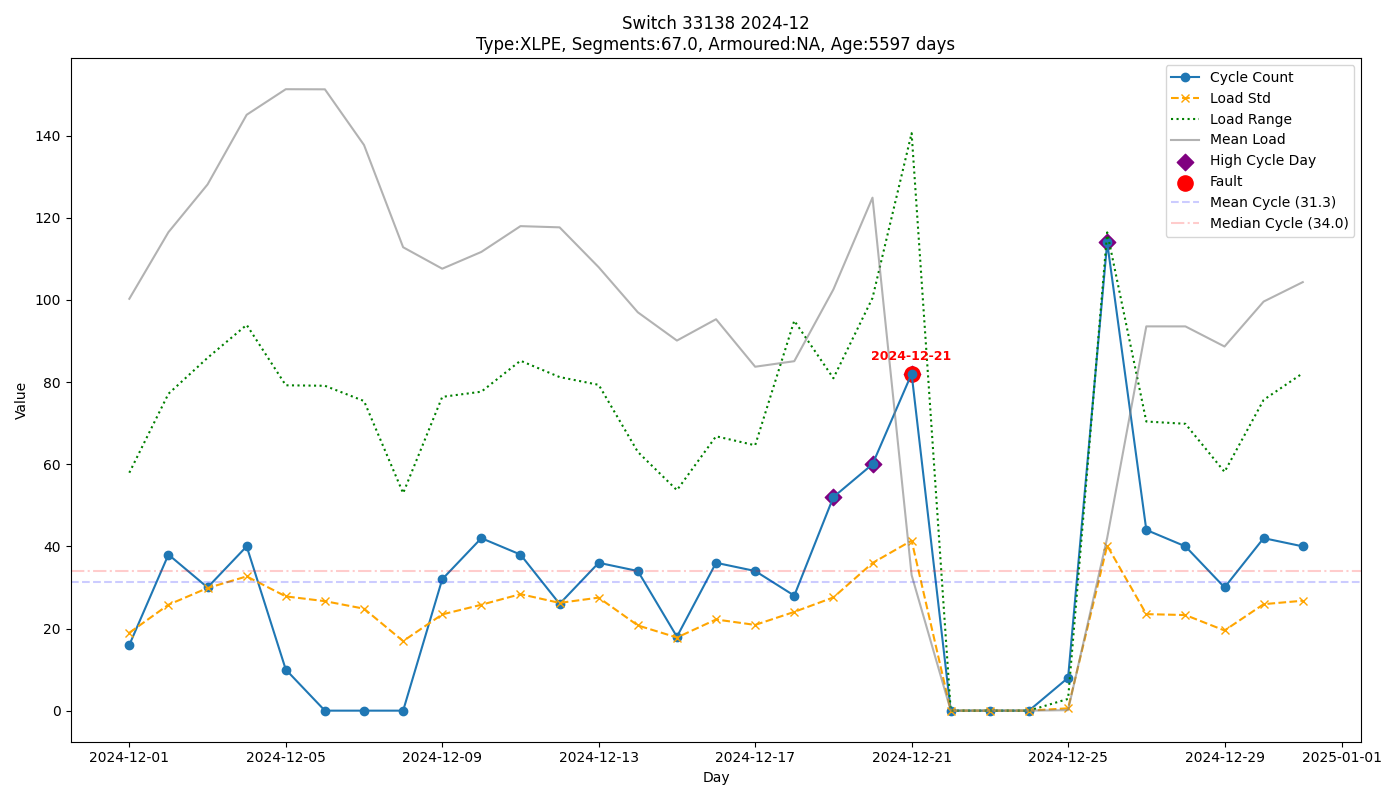 Switch 33138 2024-12
Type:XLPE, Segments:67.0, Armoured:NA, Age:5597 days
Cycle Count
Load Std
Load Range
Mean Load
High Cycle Day
Fault
Mean Cycle (31.3)
Median Cycle (34.0)
140
120
100
80
60
40
20
0
Value
2024-12-21
2024-12-01
2024-12-05
2024-12-09
2024-12-13
2024-12-17
2024-12-21
2024-12-25
2024-12-29
2025-01-01
Day